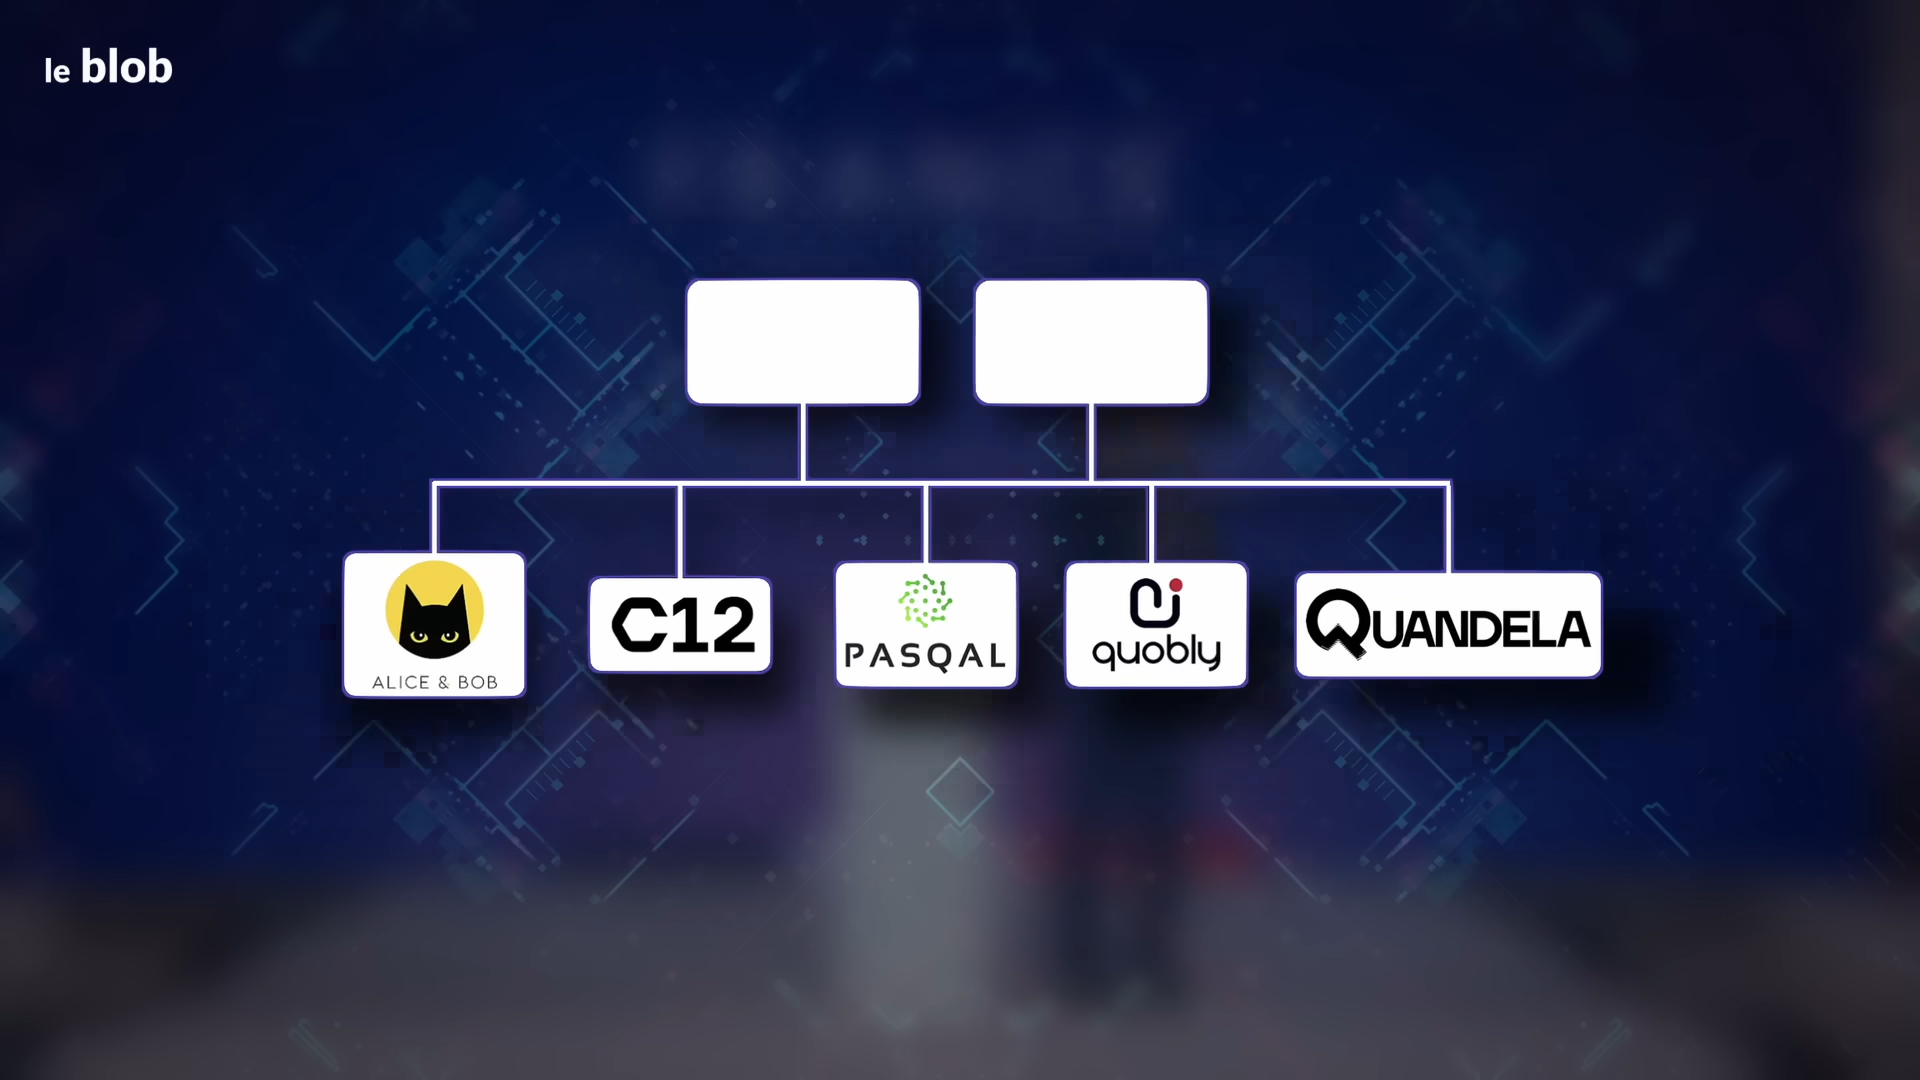 le blob
ALICE & BOB
C12
PASQAL
quobly
QUANDELA